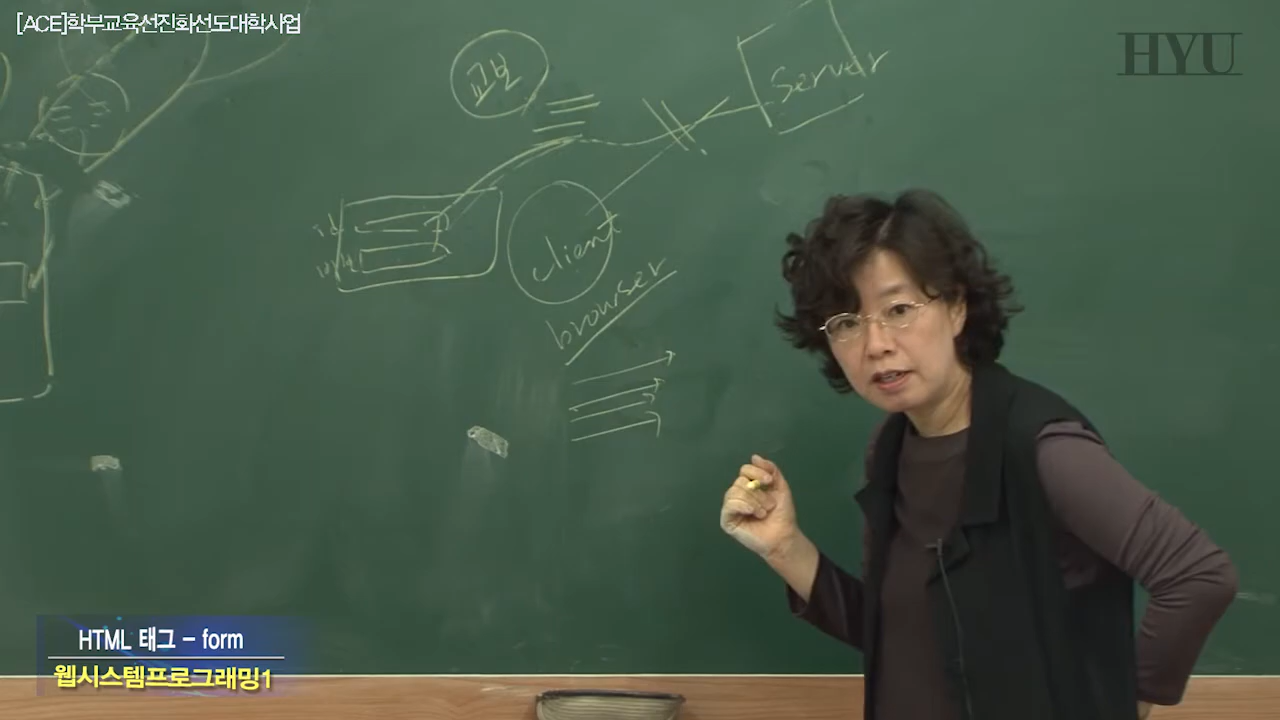 [ACE]학부교육선진화선도대학사업
HYU
교보
Server
id
client
browser
HTML 태그 - form
웹시스템프로그래밍1